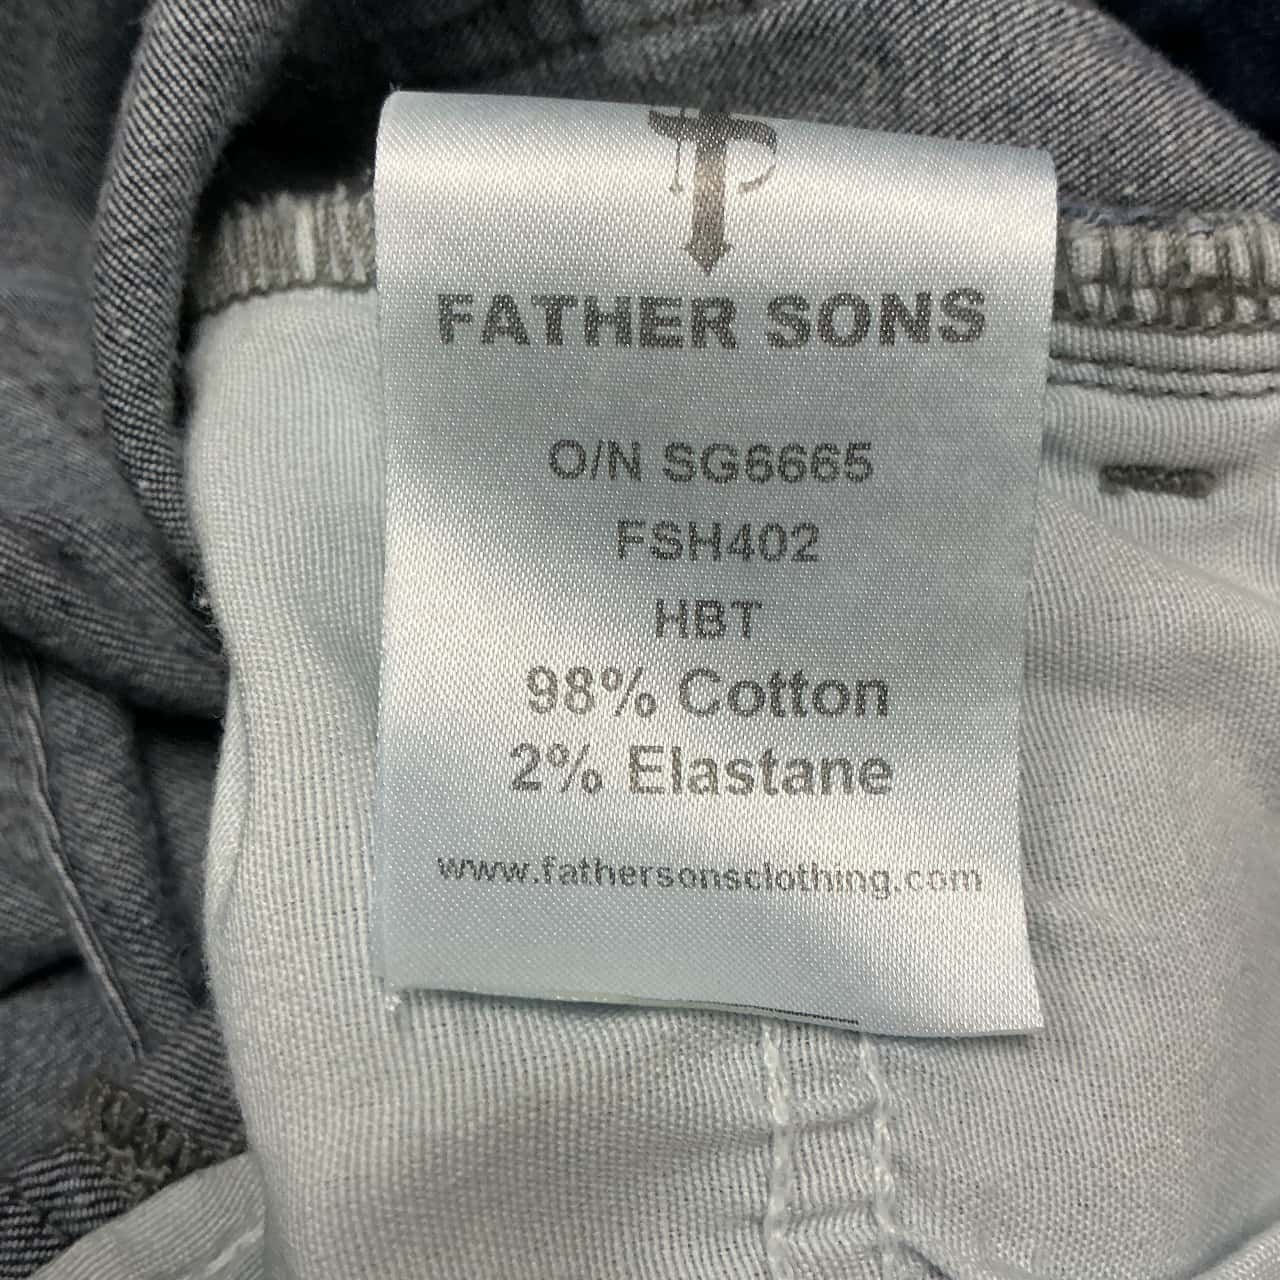 FATHER SONS
O/N SG6665
FSH402
HBT
98% Cotton
2% Elastane
www.fathersonsclothing.com